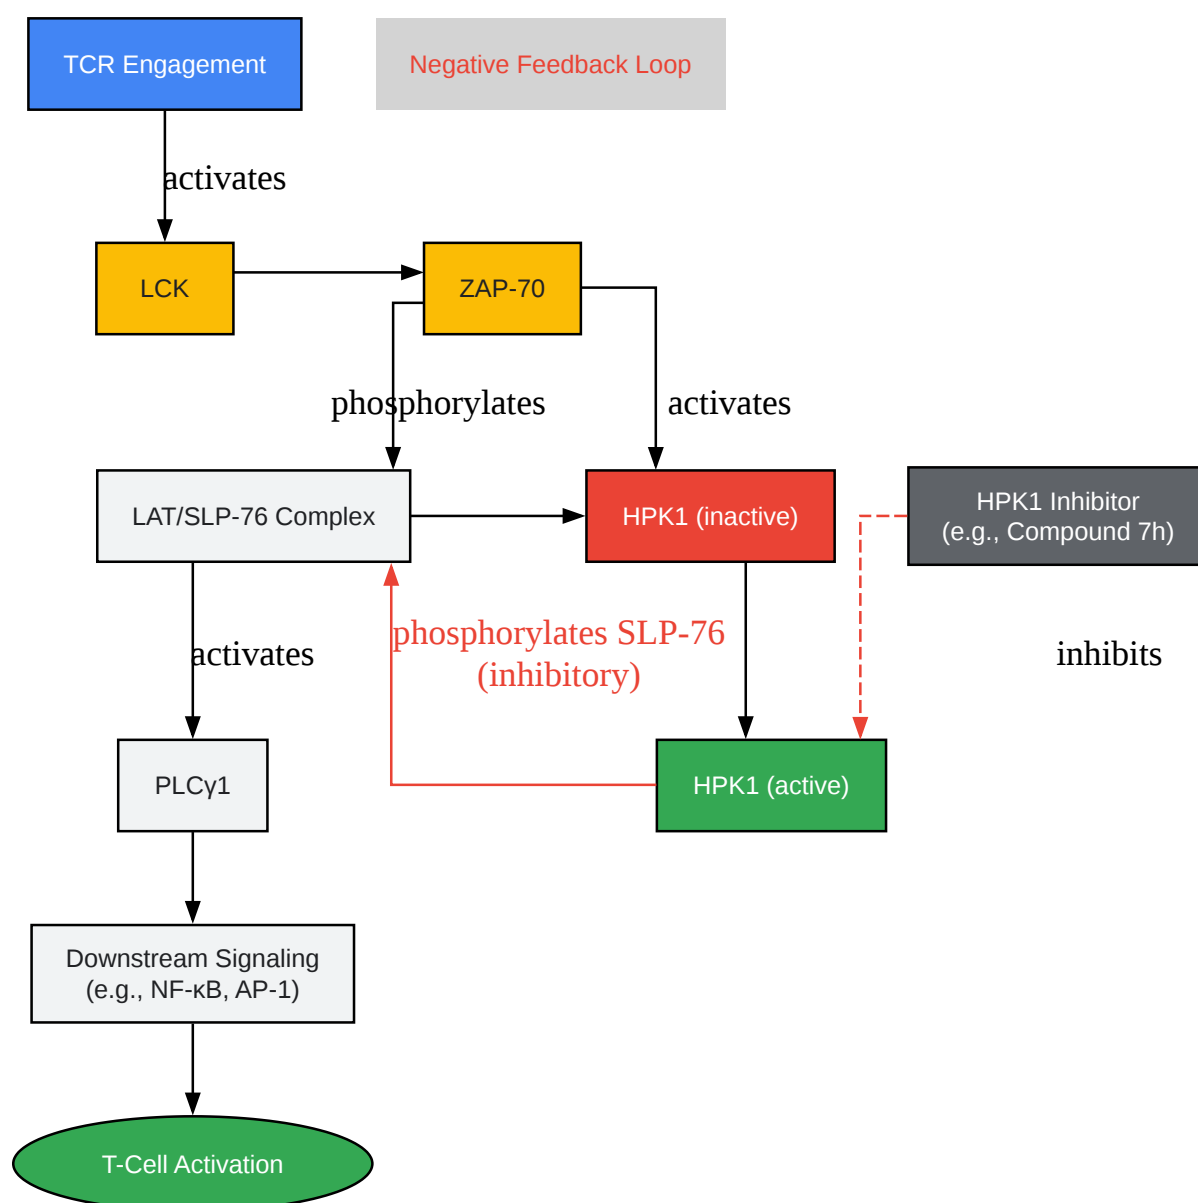 TCR Engagement
Negative Feedback Loop
activates
LCK
ZAP-70
phosphorylates
activates
LAT/SLP-76 Complex
HPK1 (inactive)
HPK1 Inhibitor
(e.g., Compound 7h)
activates
phosphorylates SLP-76
(inhibitory)
inhibits
PLCγ1
HPK1 (active)
Downstream Signaling
(e.g., NF-κB, AP-1)
T-Cell Activation